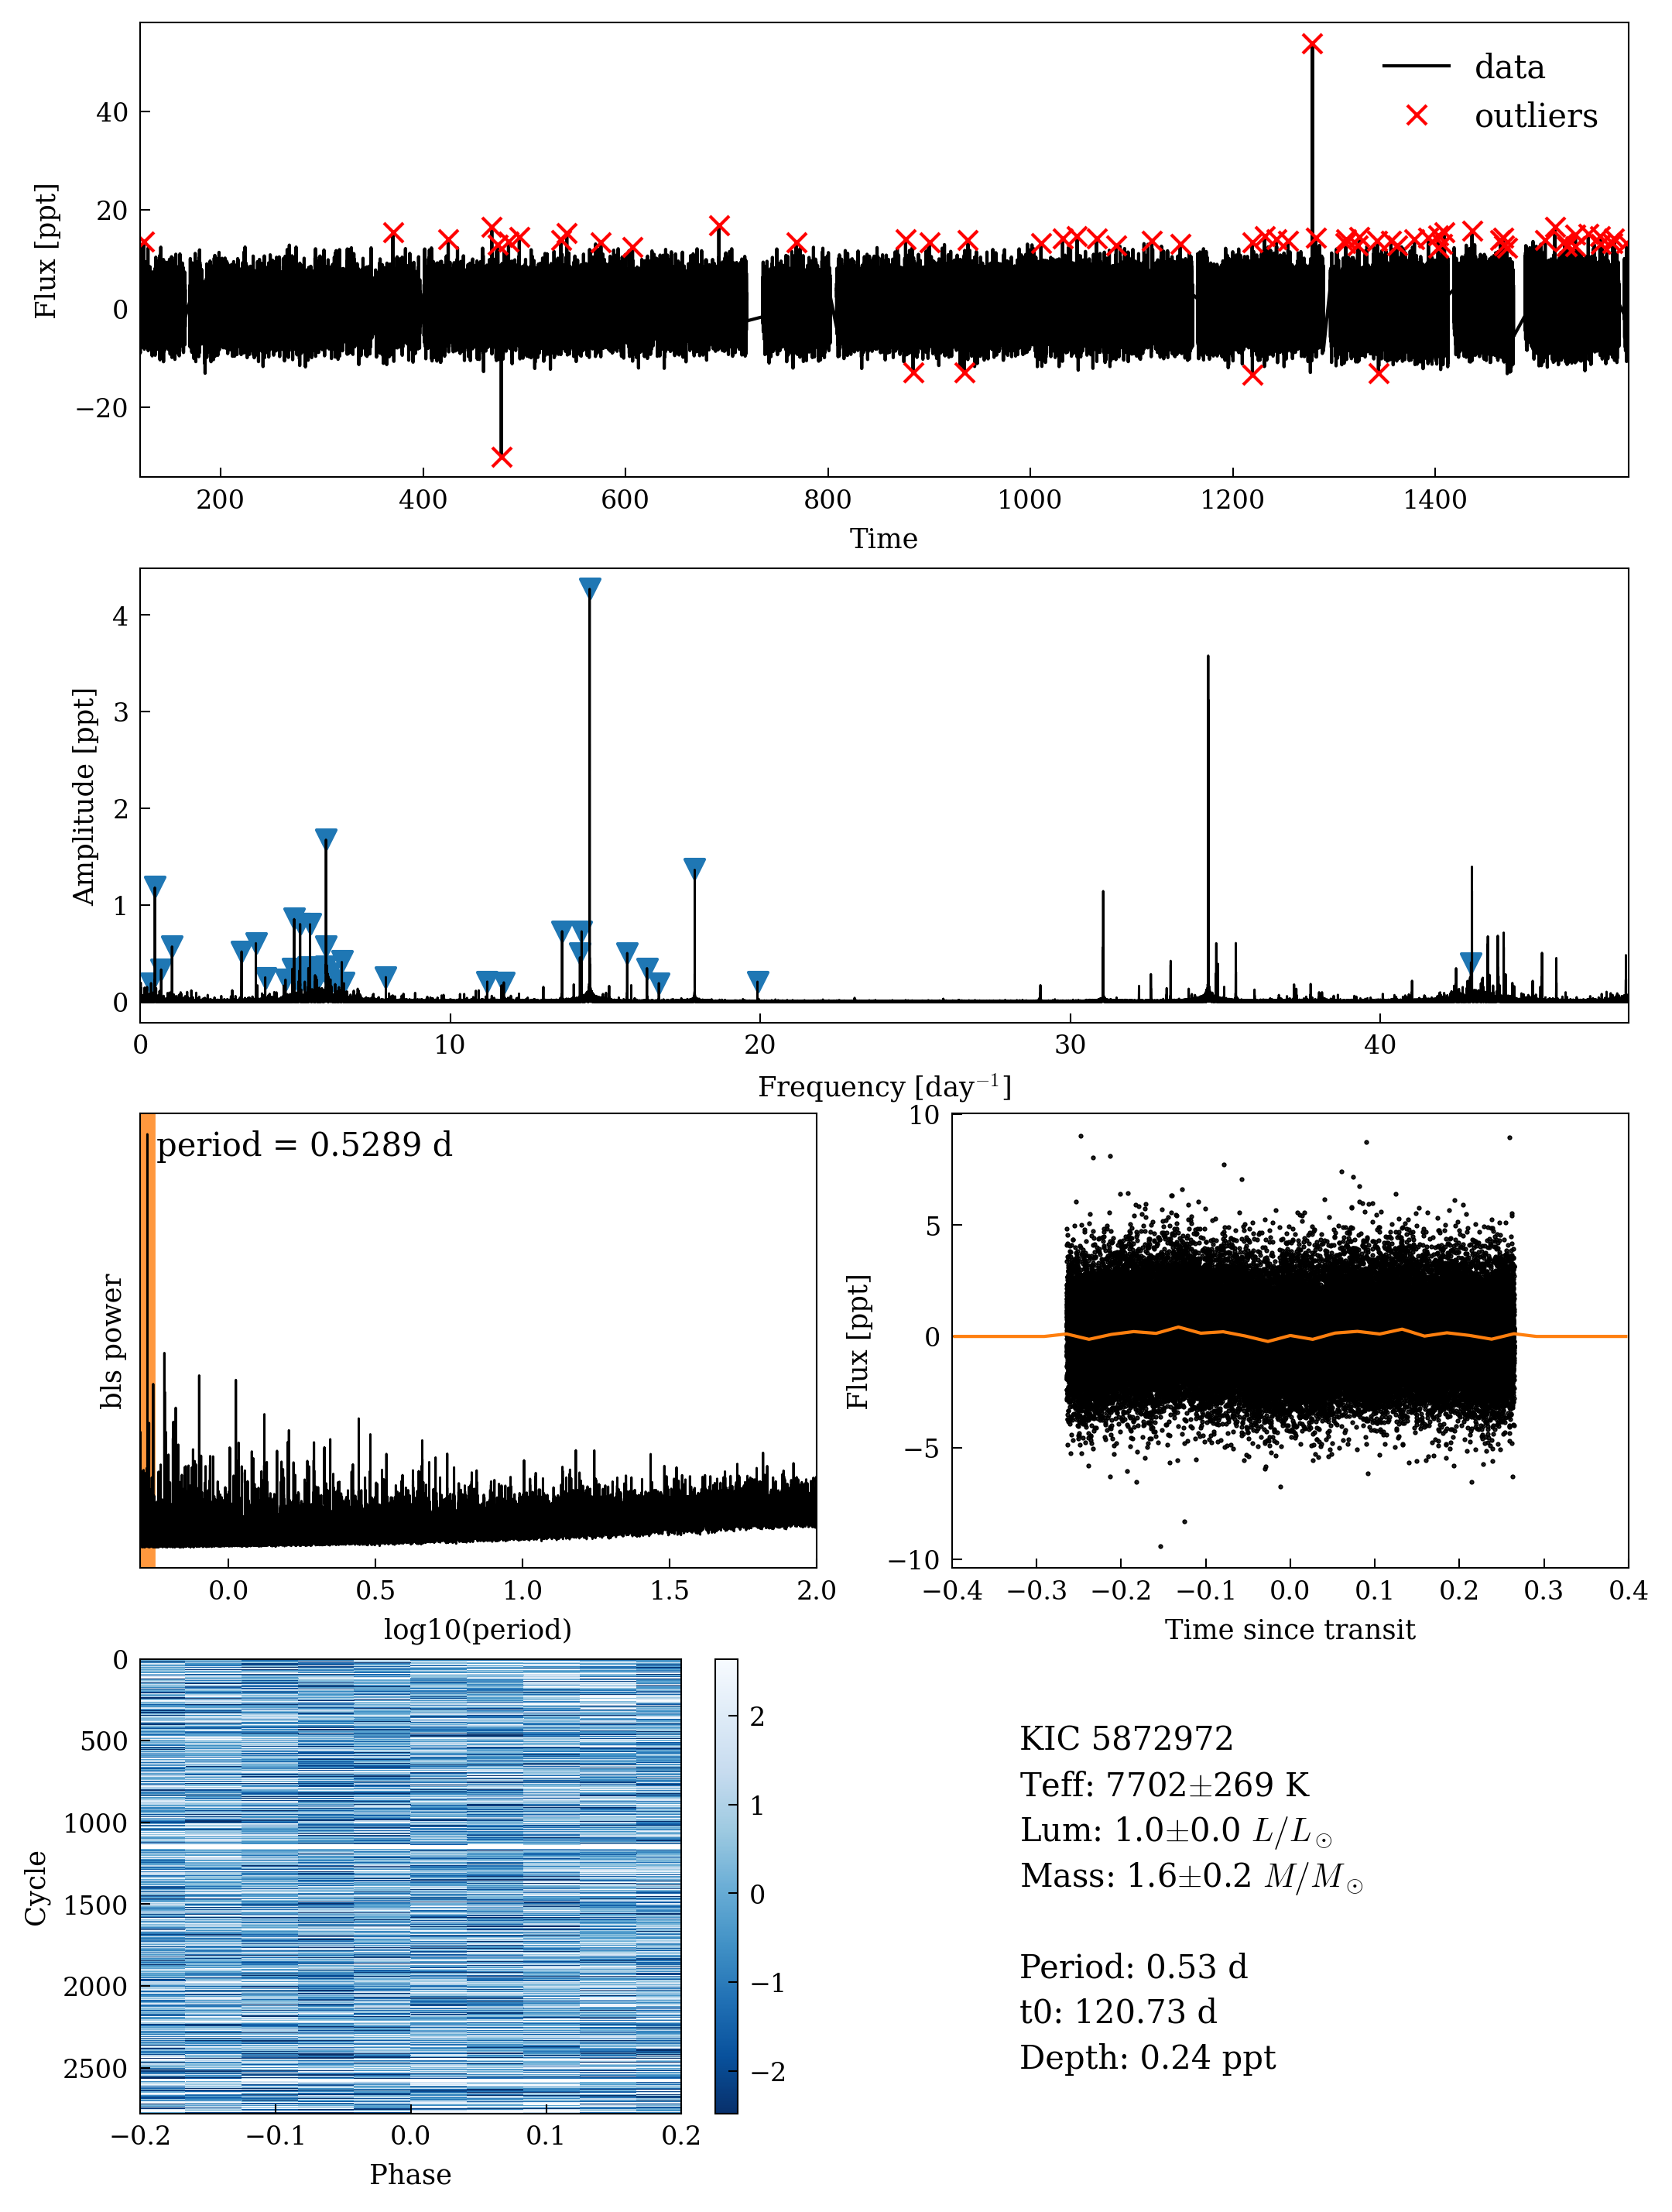 data
outliers
40
20
0
−20
Flux [ppt]
200 400 600 800 1000 1200 1400
Time
4
3
2
1
0
Amplitude [ppt]
0 10 20 30 40
Frequency [day⁻¹]
period = 0.5289 d
bls power
0.0 0.5 1.0 1.5 2.0
log10(period)
10
5
0
−5
−10
Flux [ppt]
−0.4 −0.3 −0.2 −0.1 0.0 0.1 0.2 0.3 0.4
Time since transit
0
500
1000
1500
2000
2500
Cycle
−0.2 −0.1 0.0 0.1 0.2
Phase
2
1
0
−1
−2
KIC 5872972
Teff: 7702±269 K
Lum: 1.0±0.0 L/L⊙
Mass: 1.6±0.2 M/M⊙
Period: 0.53 d
t0: 120.73 d
Depth: 0.24 ppt